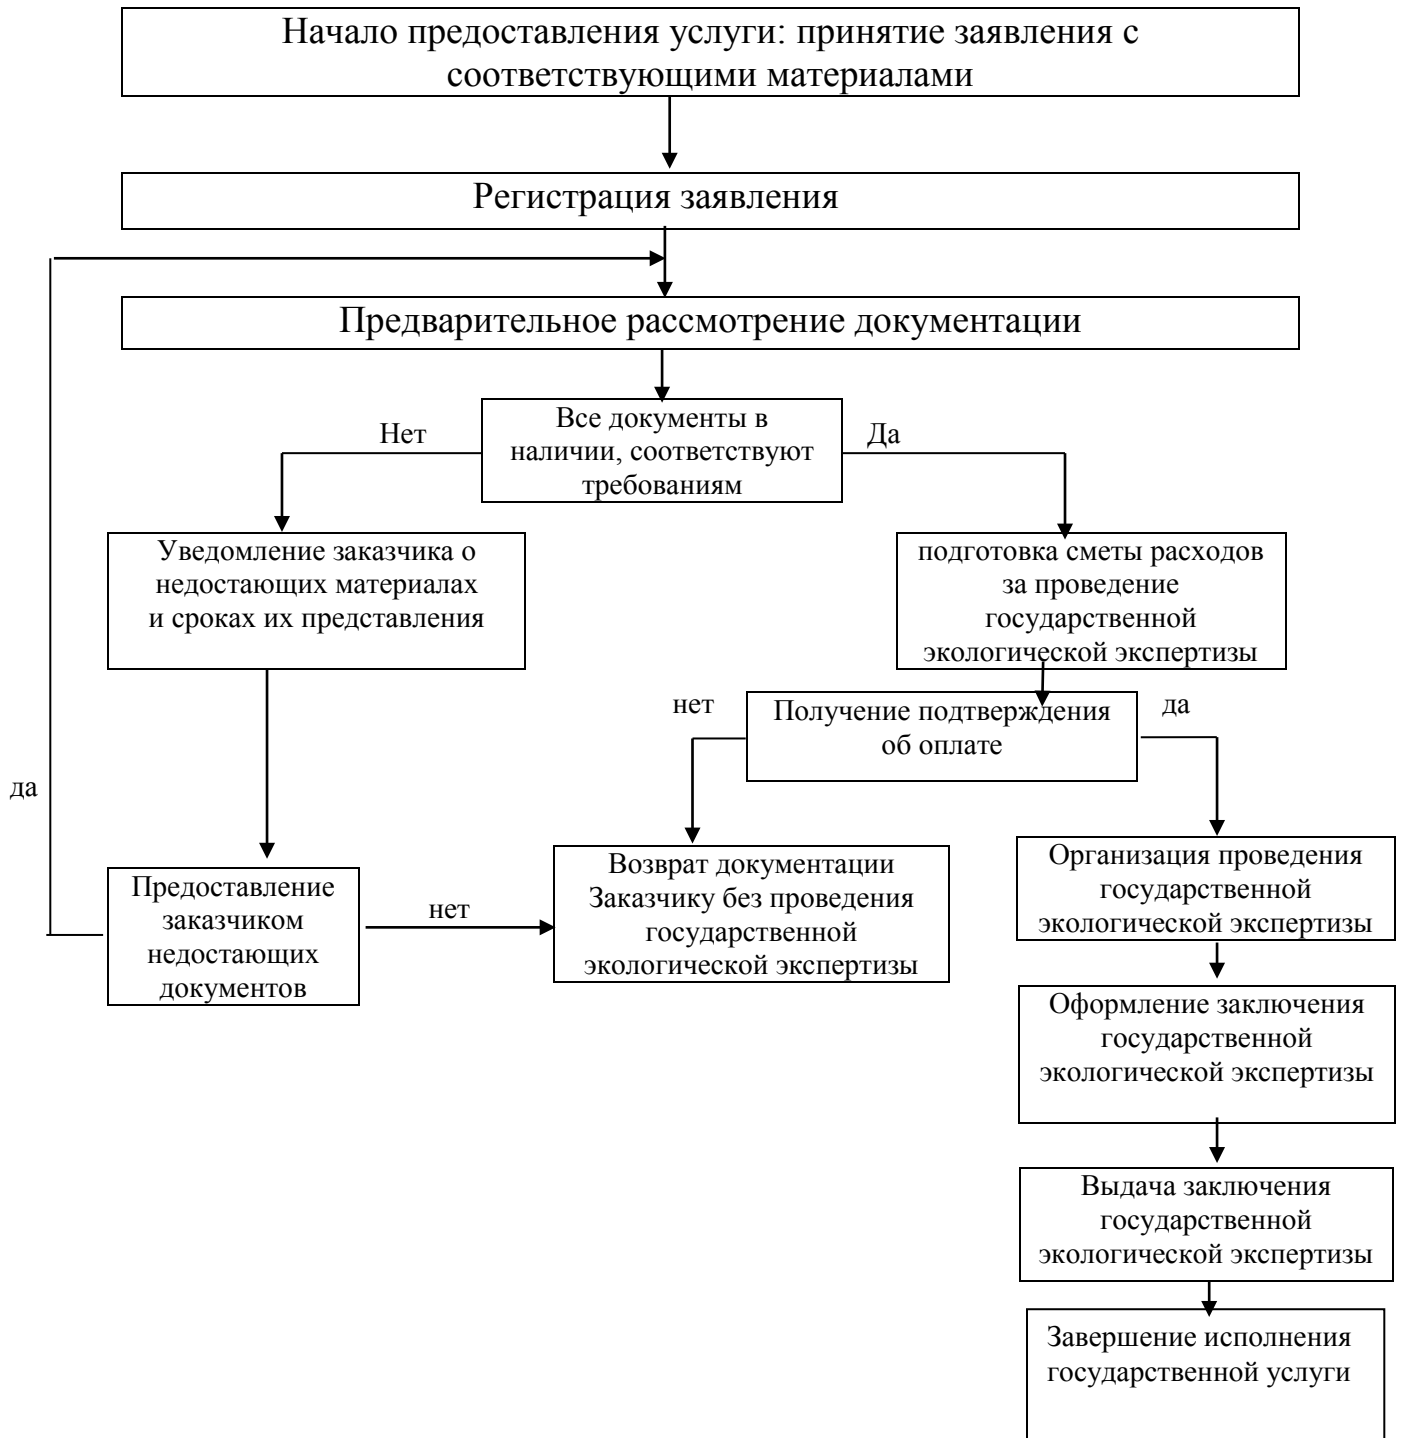 Начало предоставления услуги: принятие заявления с
соответствующими материалами
Регистрация заявления
Предварительное рассмотрение документации
Все документы в
наличии, соответствуют
требованиям
Нет
Да
Уведомление заказчика о
недостающих материалах
и сроках их представления
подготовка сметы расходов
за проведение
государственной
экологической экспертизы
нет
Получение подтверждения
об оплате
да
да
Предоставление
заказчиком
недостающих
документов
нет
Возврат документации
Заказчику без проведения
государственной
экологической экспертизы
Организация проведения
государственной
экологической экспертизы
Оформление заключения
государственной
экологической экспертизы
Выдача заключения
государственной
экологической экспертизы
Завершение исполнения
государственной услуги